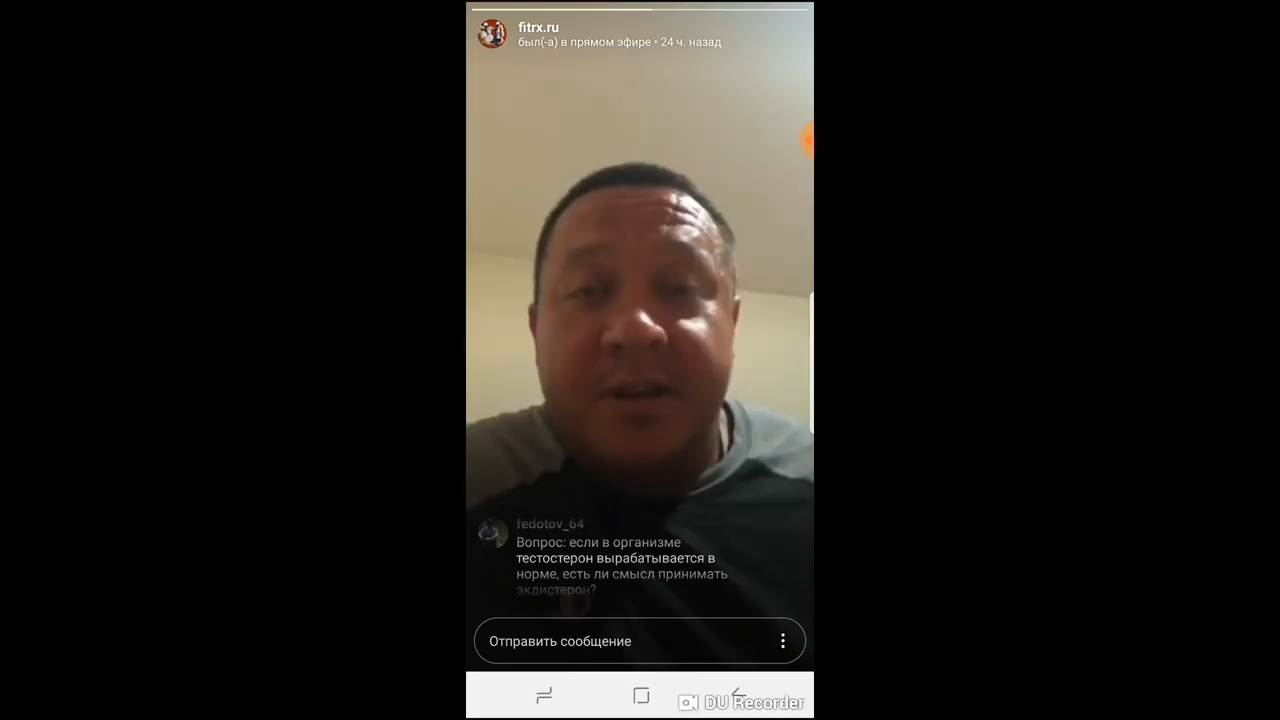 fitrx.ru
был(-а) в прямом эфире • 24 ч. назад
fedotov_64
Вопрос: если в организме
тестостерон вырабатывается в
норме, есть ли смысл принимать
экдистерон?
Отправить сообщение
DU Recorder